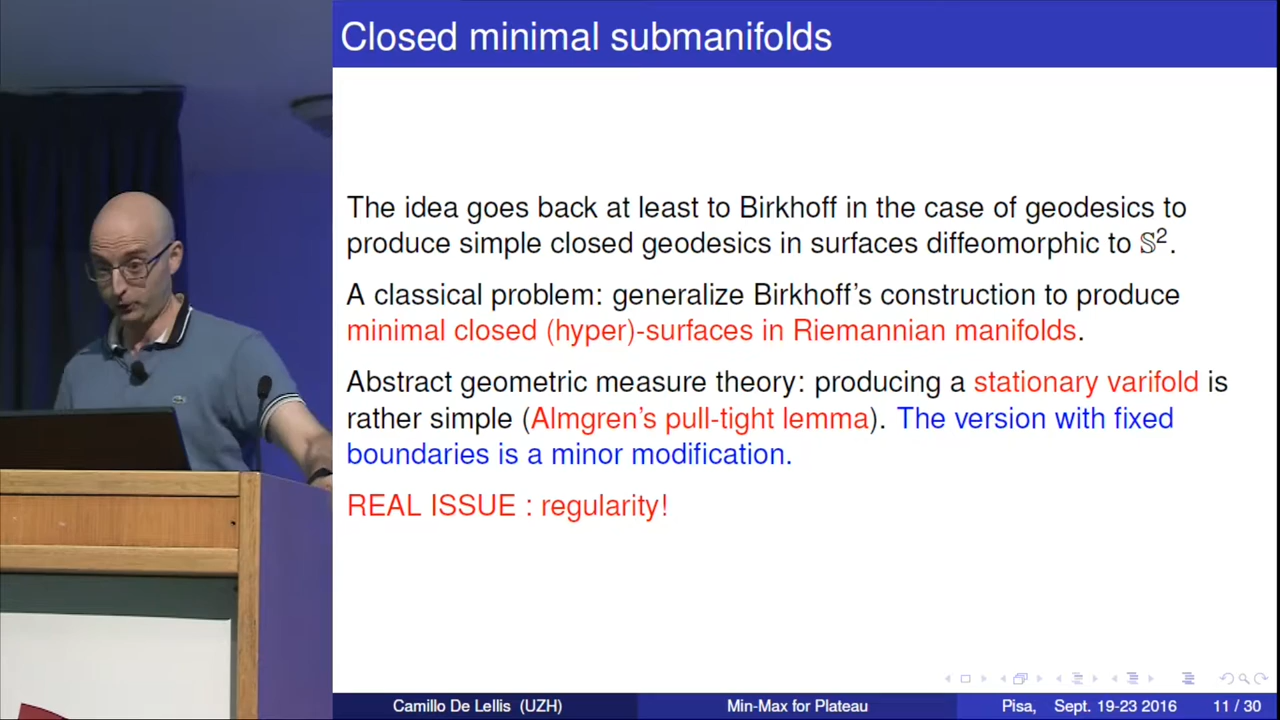 Closed minimal submanifolds
The idea goes back at least to Birkhoff in the case of geodesics to
produce simple closed geodesics in surfaces diffeomorphic to 𝕊².
A classical problem: generalize Birkhoff's construction to produce
minimal closed (hyper)-surfaces in Riemannian manifolds.
Abstract geometric measure theory: producing a stationary varifold is
rather simple (Almgren's pull-tight lemma). The version with fixed
boundaries is a minor modification.
REAL ISSUE : regularity!
Camillo De Lellis (UZH) Min-Max for Plateau Pisa, Sept. 19-23 2016 11 / 30